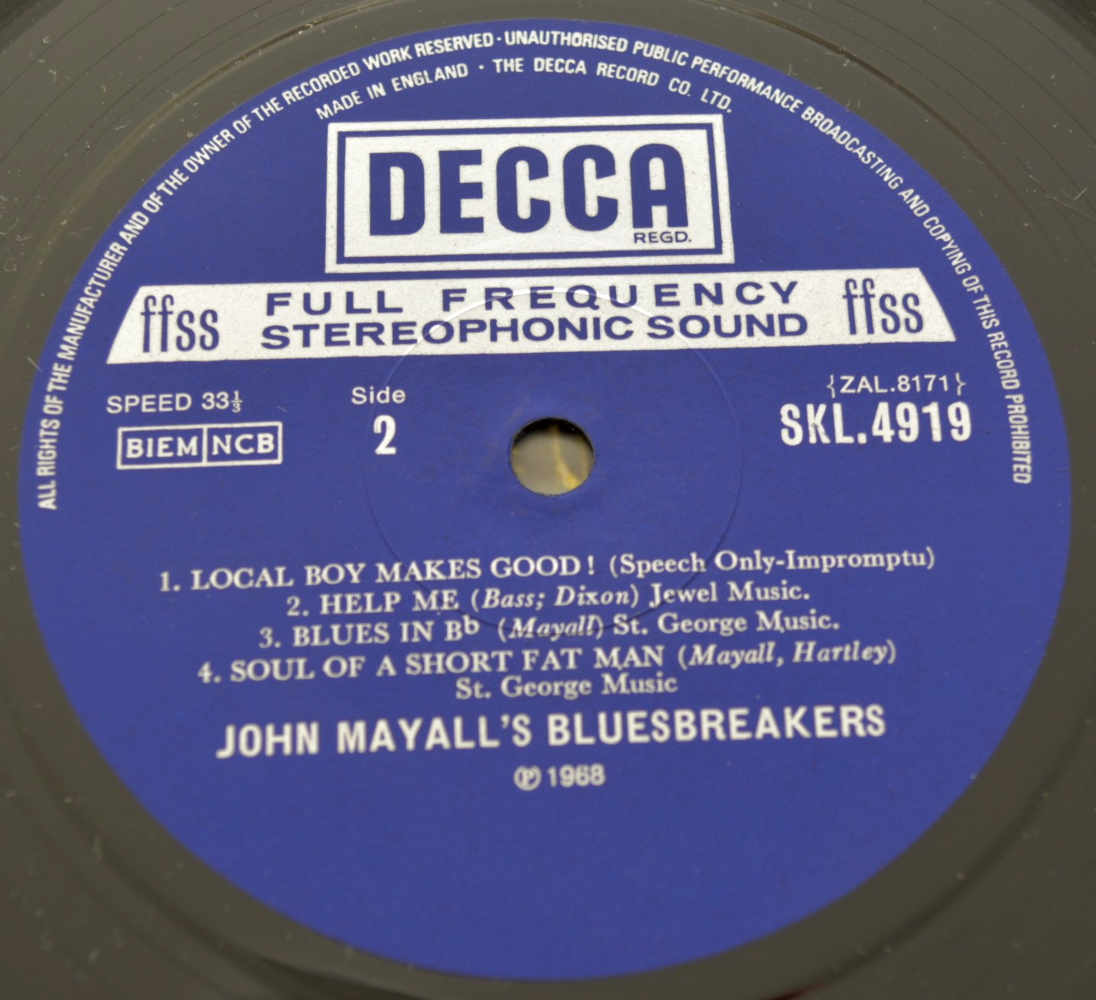 ALL RIGHTS OF THE MANUFACTURER AND OF THE OWNER OF THE RECORDED WORK RESERVED · UNAUTHORISED PUBLIC PERFORMANCE BROADCASTING AND COPYING OF THIS RECORD PROHIBITED
MADE IN ENGLAND · THE DECCA RECORD CO. LTD.
DECCA
REGD.
ffss FULL FREQUENCY STEREOPHONIC SOUND ffss
SPEED 33⅓
BIEM NCB
Side
2
{ZAL.8171}
SKL.4919
1. LOCAL BOY MAKES GOOD! (Speech Only-Impromptu)
2. HELP ME (Bass; Dixon) Jewel Music.
3. BLUES IN Bb (Mayall) St. George Music.
4. SOUL OF A SHORT FAT MAN (Mayall, Hartley)
St. George Music
JOHN MAYALL'S BLUESBREAKERS
℗ 1968